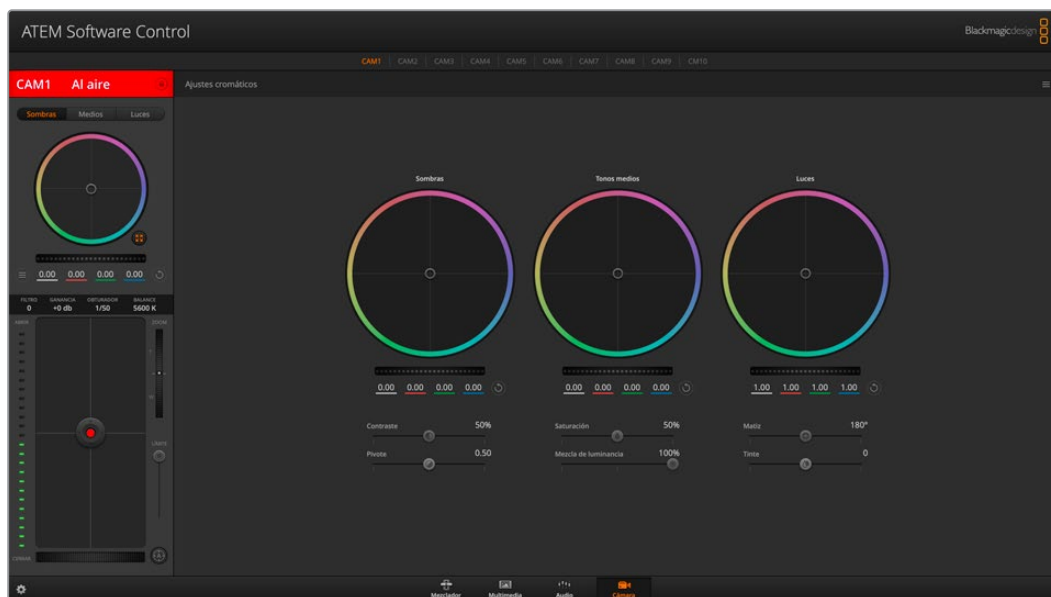 ATEM Software Control
Blackmagicdesign
CAM1 CAM2 CAM3 CAM4 CAM5 CAM6 CAM7 CAM8 CAM9 CM10
CAM1 Al aire
Ajustes cromáticos
Sombras Medios Luces
Sombras Tonos medios Luces
0.00 0.00 0.00 0.00
FILTRO GANANCIA OBTURADOR BALANCE
0 +0 db 1/50 5600 K
ABRIR ZOOM
0.00 0.00 0.00 0.00 0.00 0.00 0.00 0.00 1.00 1.00 1.00 1.00
Contraste 50% Saturación 50% Matiz 180°
LÍMITE
Pivote 0.50 Mezcla de luminancia 100% Tinte 0
CERRAR
Mezclador Multimedia Audio Cámara